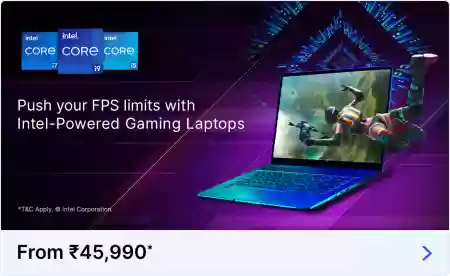 intel.
CORE
i7
intel.
CORE
i9
intel.
CORE
i5
Push your FPS limits with
Intel-Powered Gaming Laptops
*T&C Apply. © Intel Corporation
From ₹45,990*